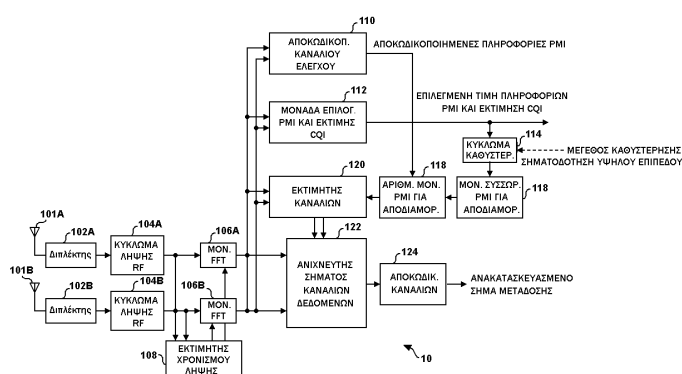 110
ΑΠΟΚΩΔΙΚΟΠ.
ΚΑΝΑΛΙΟΥ
ΕΛΕΓΧΟΥ
ΑΠΟΚΩΔΙΚΟΠΟΙΗΜΕΝΕΣ ΠΛΗΡΟΦΟΡΙΕΣ PMI
112
ΜΟΝΑΔΑ ΕΠΙΛΟΓ.
PMI ΚΑΙ ΕΚΤΙΜΗΣ
CQI
ΕΠΙΛΕΓΜΕΝΗ ΤΙΜΗ ΠΛΗΡΟΦΟΡΙΩΝ
PMI ΚΑΙ ΕΚΤΙΜΗΣΗ CQI
114
ΚΥΚΛΩΜΑ
ΚΑΘΥΣΤΕΡ.
ΜΕΓΕΘΟΣ ΚΑΘΥΣΤΕΡΗΣΗΣ
ΣΗΜΑΤΟΔΟΤΗΣΗ ΥΨΗΛΟΥ ΕΠΙΠΕΔΟΥ
120
ΕΚΤΙΜΗΤΗΣ
ΚΑΝΑΛΙΩΝ
118
ΑΡΙΘΜ. ΜΟΝ.
PMI ΓΙΑ
ΑΠΟΔΙΑΜΟΡ.
ΜΟΝ. ΣΥΣΣΩΡ.
PMI ΓΙΑ
ΑΠΟΔΙΑΜΟΡ.
118
101A
102A
Διπλέκτης
104A
ΚΥΚΛΩΜΑ
ΛΗΨΗΣ
RF
106A
ΜΟΝ.
FFT
122
ΑΝΙΧΝΕΥΤΗΣ
ΣΗΜΑΤΟΣ
ΚΑΝΑΛΙΩΝ
ΔΕΔΟΜΕΝΩΝ
124
ΑΠΟΚΩΔΙΚ.
ΚΑΝΑΛΙΩΝ
ΑΝΑΚΑΤΑΣΚΕΥΑΣΜΕΝΟ
ΣΗΜΑ ΜΕΤΑΔΟΣΗΣ
101B
102B
Διπλέκτης
104B
ΚΥΚΛΩΜΑ
ΛΗΨΗΣ
RF
106B
ΜΟΝ.
FFT
108
ΕΚΤΙΜΗΤΗΣ
ΧΡΟΝΙΣΜΟΥ
ΛΗΨΗΣ
10